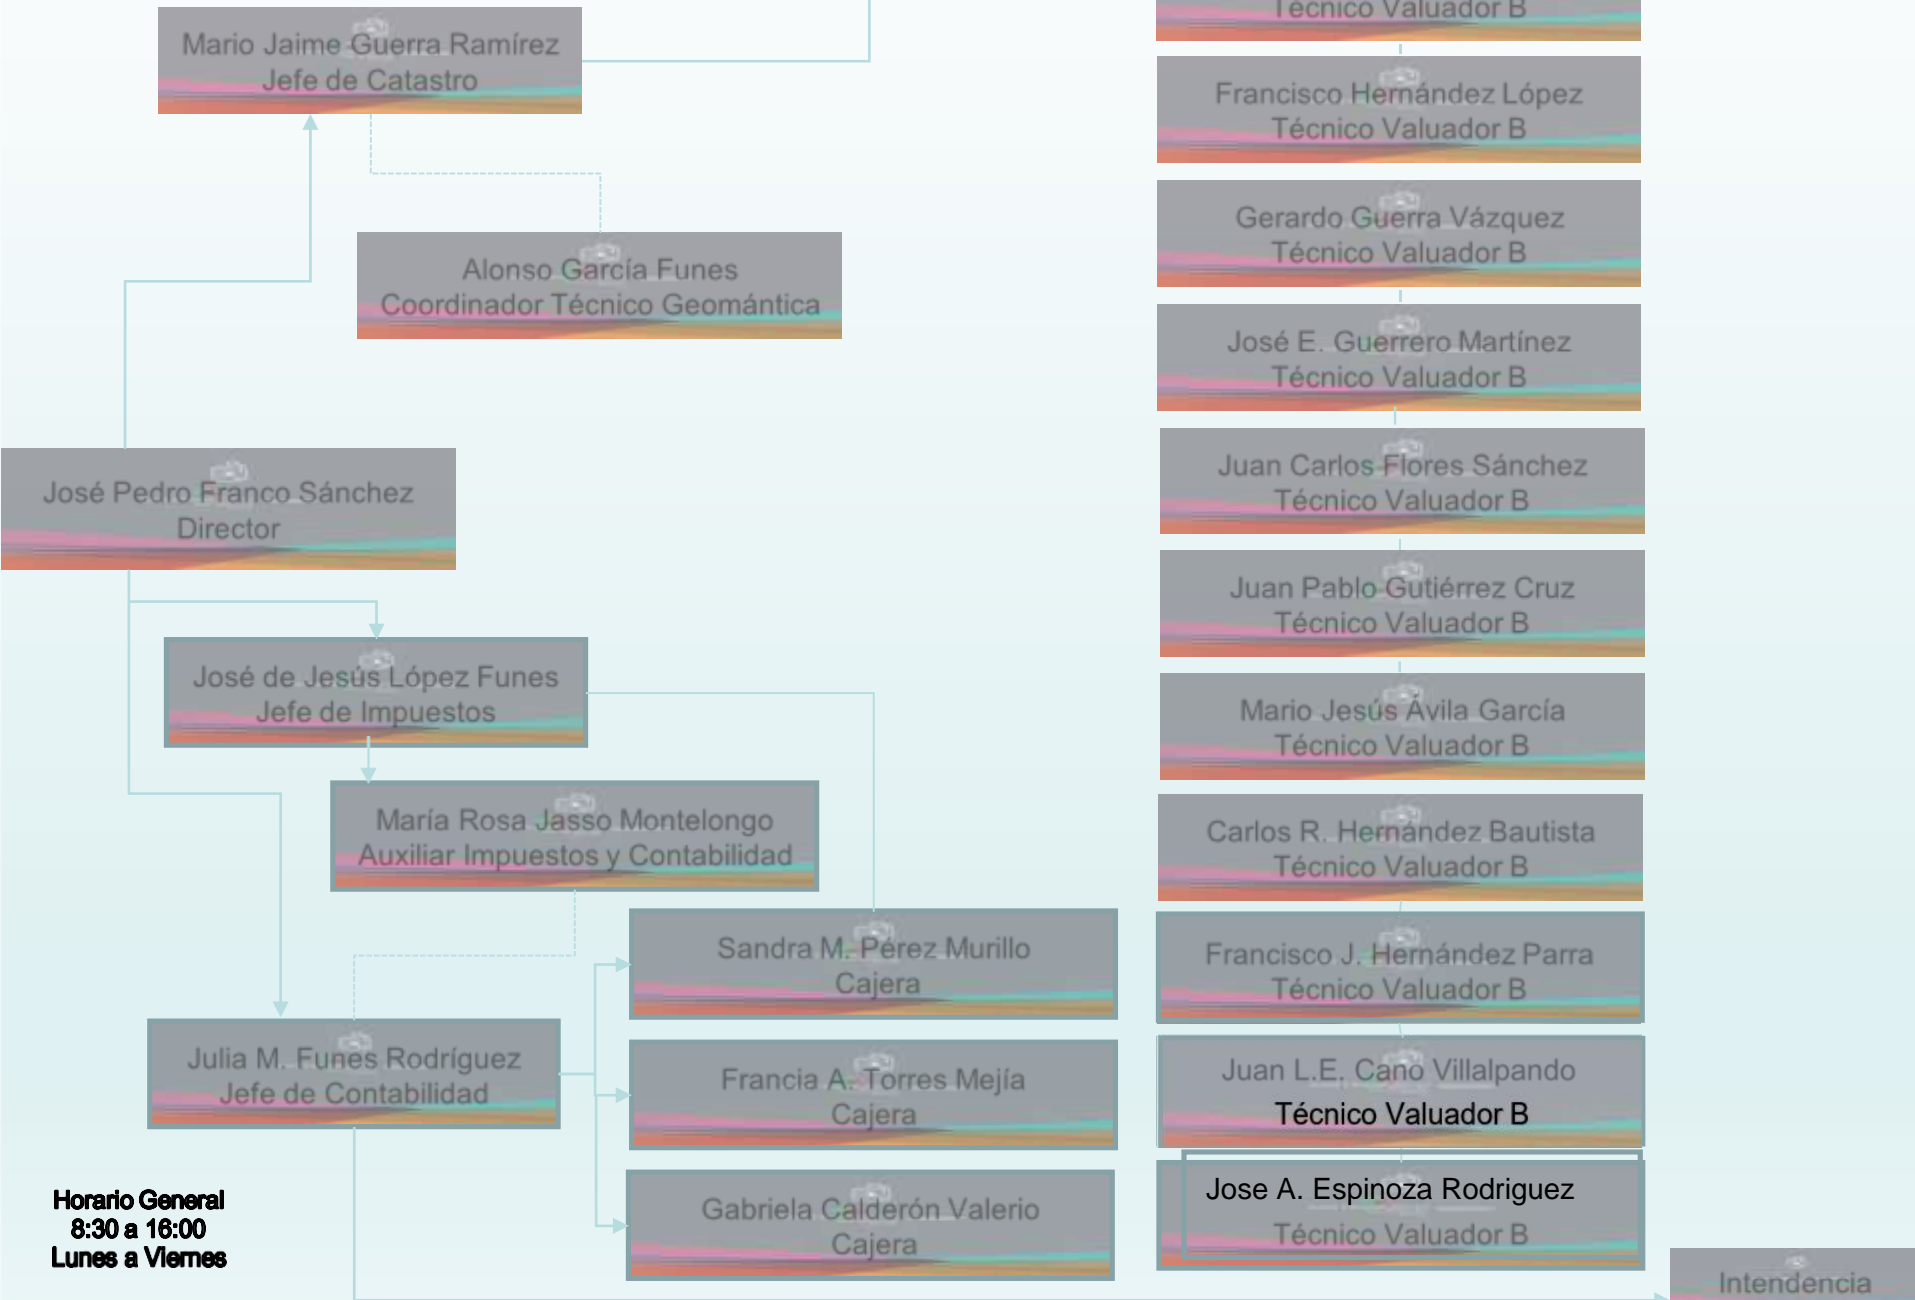 Mario Jaime Guerra Ramírez
Jefe de Catastro
Alonso García Funes
Coordinador Técnico Geomántica
José Pedro Franco Sánchez
Director
José de Jesús López Funes
Jefe de Impuestos
María Rosa Jasso Montelongo
Auxiliar Impuestos y Contabilidad
Julia M. Funes Rodríguez
Jefe de Contabilidad
Sandra M. Pérez Murillo
Cajera
Francia A. Torres Mejía
Cajera
Gabriela Calderón Valerio
Cajera
Técnico Valuador B
Francisco Hernández López
Técnico Valuador B
Gerardo Guerra Vázquez
Técnico Valuador B
José E. Guerrero Martínez
Técnico Valuador B
Juan Carlos Flores Sánchez
Técnico Valuador B
Juan Pablo Gutiérrez Cruz
Técnico Valuador B
Mario Jesús Ávila García
Técnico Valuador B
Carlos R. Hernández Bautista
Técnico Valuador B
Francisco J. Hernández Parra
Técnico Valuador B
Juan L.E. Cano Villalpando
Técnico Valuador B
Jose A. Espinoza Rodriguez
Técnico Valuador B
Horario General
8:30 a 16:00
Lunes a Viernes
Intendencia